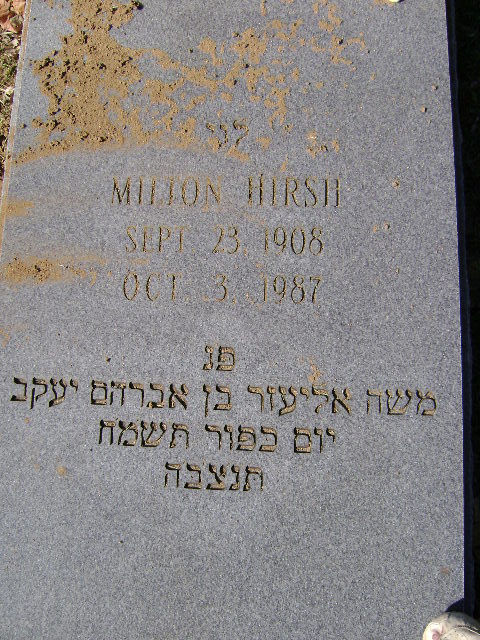 MILTON HIRSH
SEPT. 23, 1908
OCT. 3, 1987
פנ
משה אליעזר בן אברהם יעקב
יום כפור תשמח
תנצבה